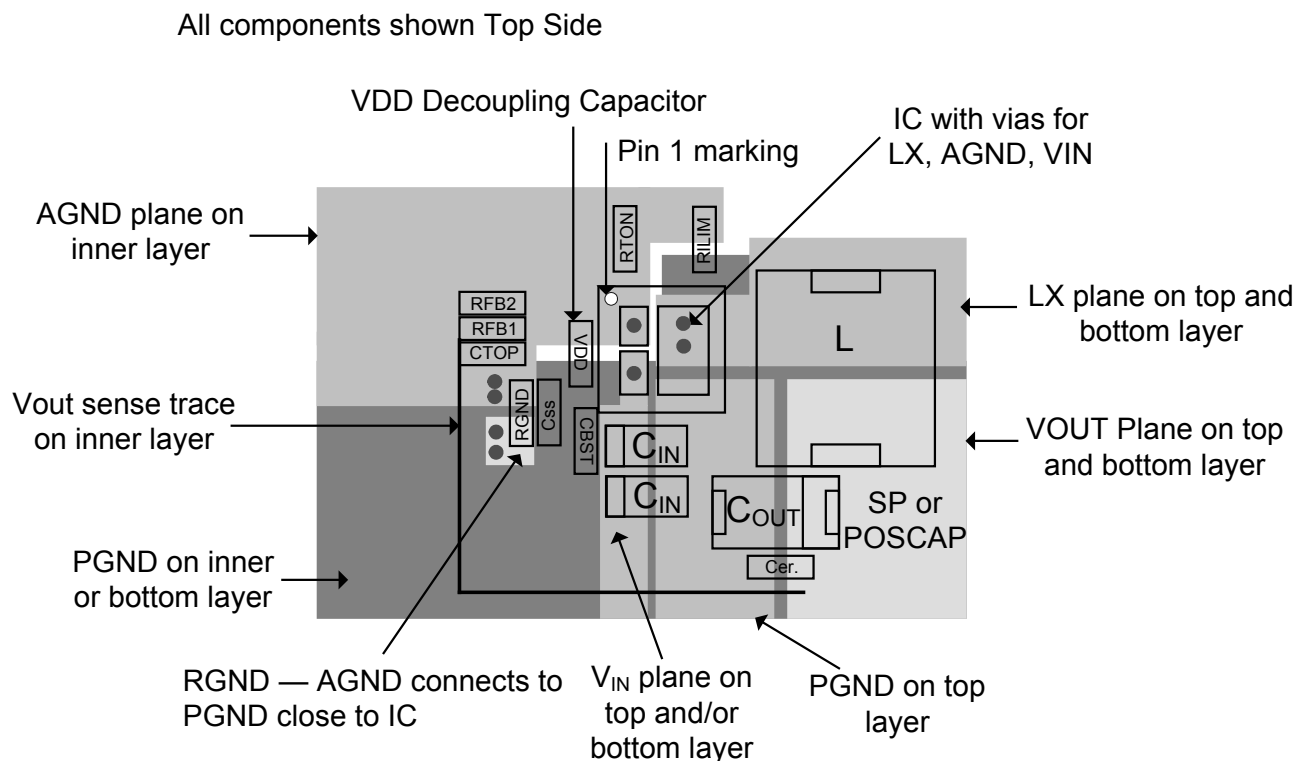 All components shown Top Side
VDD Decoupling Capacitor
Pin 1 marking
IC with vias for
LX, AGND, VIN
AGND plane on
inner layer
RTON
RILIM
RFB2
RFB1
CTOP
VDD
L
LX plane on top and
bottom layer
Vout sense trace
on inner layer
RGND
Css
CBST
CIN
CIN
VOUT Plane on top
and bottom layer
COUT
SP or
POSCAP
Cer.
PGND on inner
or bottom layer
RGND — AGND connects to
PGND close to IC
VIN plane on
top and/or
bottom layer
PGND on top
layer